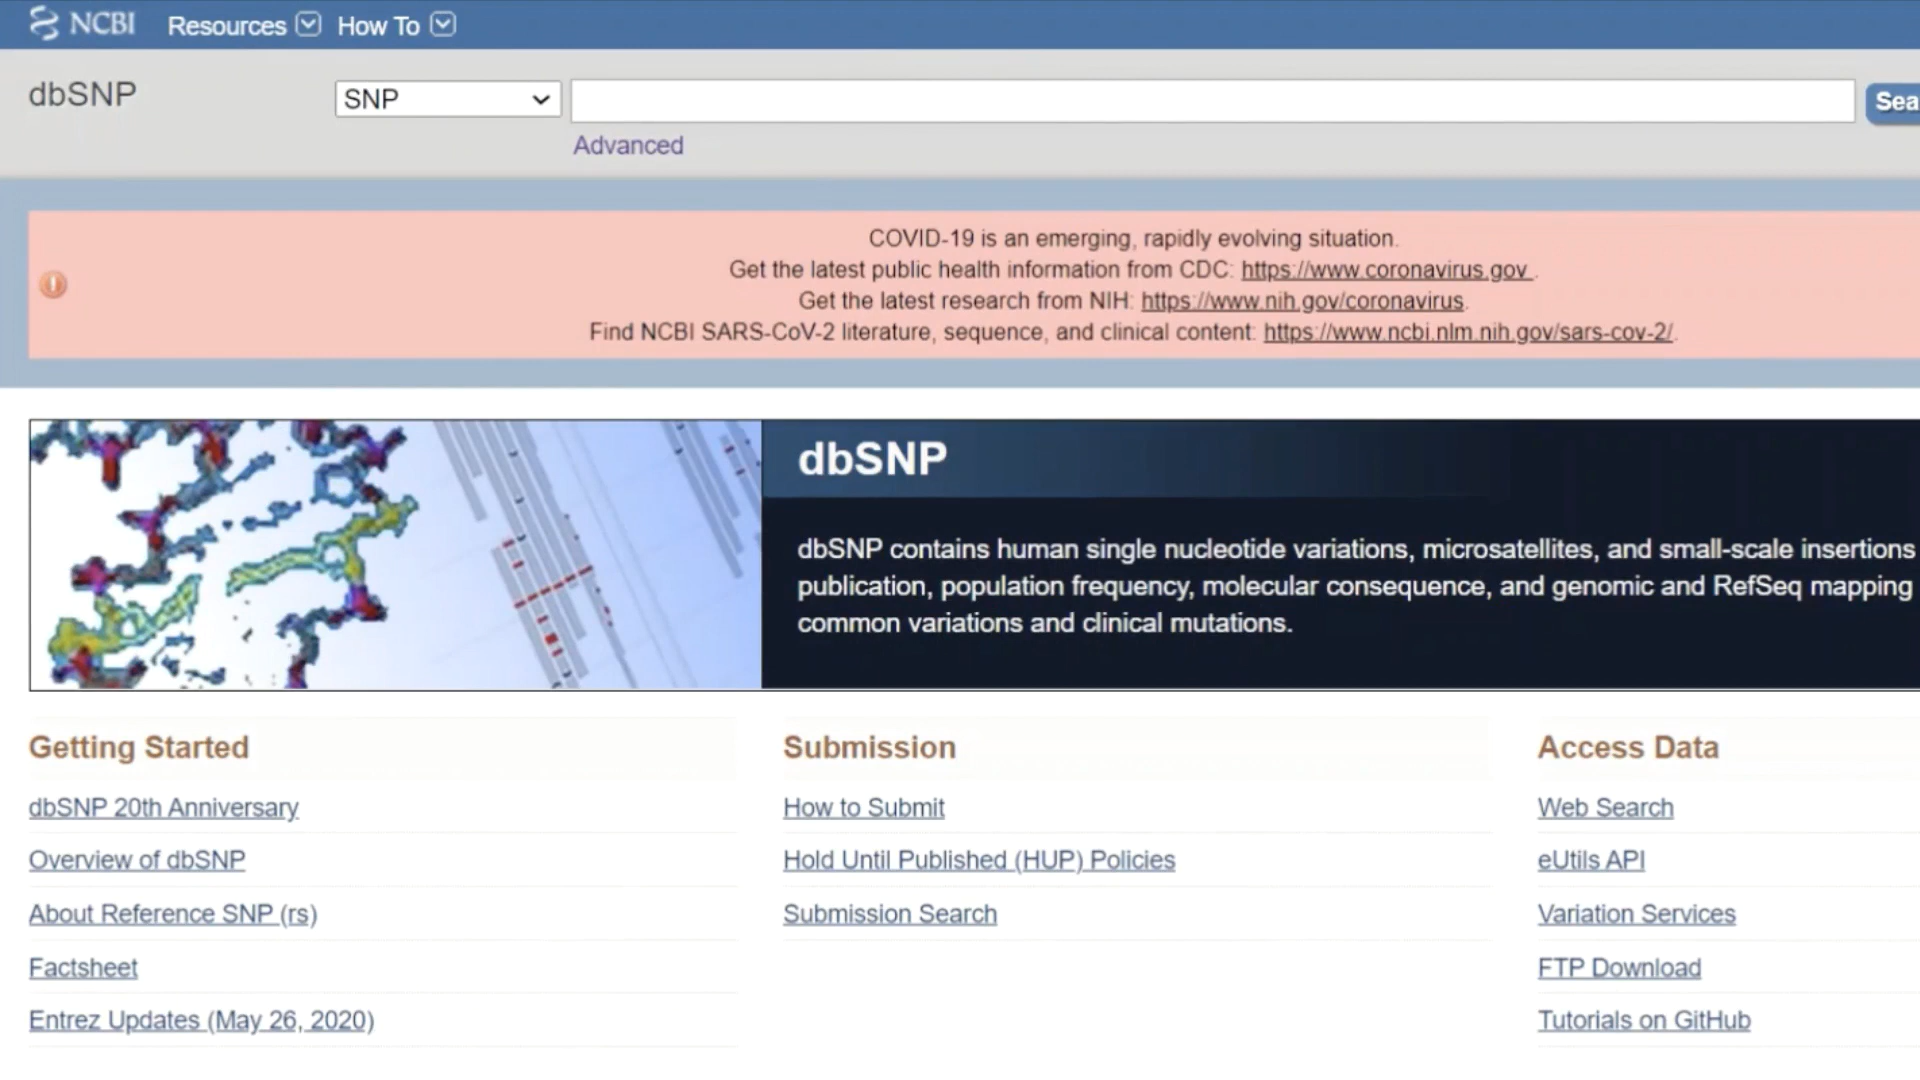 NCBI Resources How To
dbSNP SNP
Advanced
COVID-19 is an emerging, rapidly evolving situation.
Get the latest public health information from CDC: https://www.coronavirus.gov .
Get the latest research from NIH: https://www.nih.gov/coronavirus.
Find NCBI SARS-CoV-2 literature, sequence, and clinical content: https://www.ncbi.nlm.nih.gov/sars-cov-2/.
dbSNP
dbSNP contains human single nucleotide variations, microsatellites, and small-scale insertions
publication, population frequency, molecular consequence, and genomic and RefSeq mapping
common variations and clinical mutations.
Getting Started
dbSNP 20th Anniversary
Overview of dbSNP
About Reference SNP (rs)
Factsheet
Entrez Updates (May 26, 2020)
Submission
How to Submit
Hold Until Published (HUP) Policies
Submission Search
Access Data
Web Search
eUtils API
Variation Services
FTP Download
Tutorials on GitHub